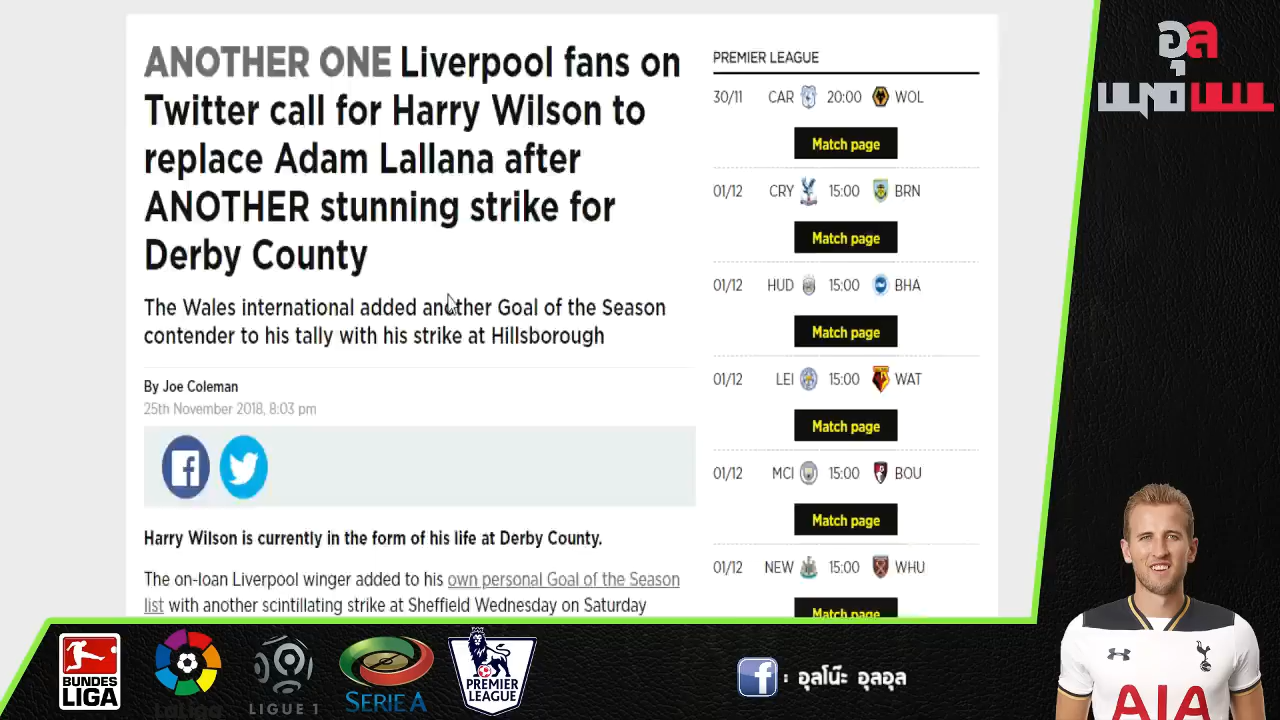 ANOTHER ONE Liverpool fans on
Twitter call for Harry Wilson to
replace Adam Lallana after
ANOTHER stunning strike for
Derby County
The Wales international added another Goal of the Season
contender to his tally with his strike at Hillsborough
By Joe Coleman
25th November 2018, 8:03 pm
Harry Wilson is currently in the form of his life at Derby County.
The on-loan Liverpool winger added to his own personal Goal of the Season
list with another scintillating strike at Sheffield Wednesday on Saturday
PREMIER LEAGUE
30/11 CAR 20:00 WOL
Match page
01/12 CRY 15:00 BRN
Match page
01/12 HUD 15:00 BHA
Match page
01/12 LEI 15:00 WAT
Match page
01/12 MCI 15:00 BOU
Match page
01/12 NEW 15:00 WHU
Match page
อุล
BUNDES
LIGA
LaLiga
LIGUE 1
SERIE A
PREMIER
LEAGUE
: อุลโน๊ะ อุลอุล
AIA